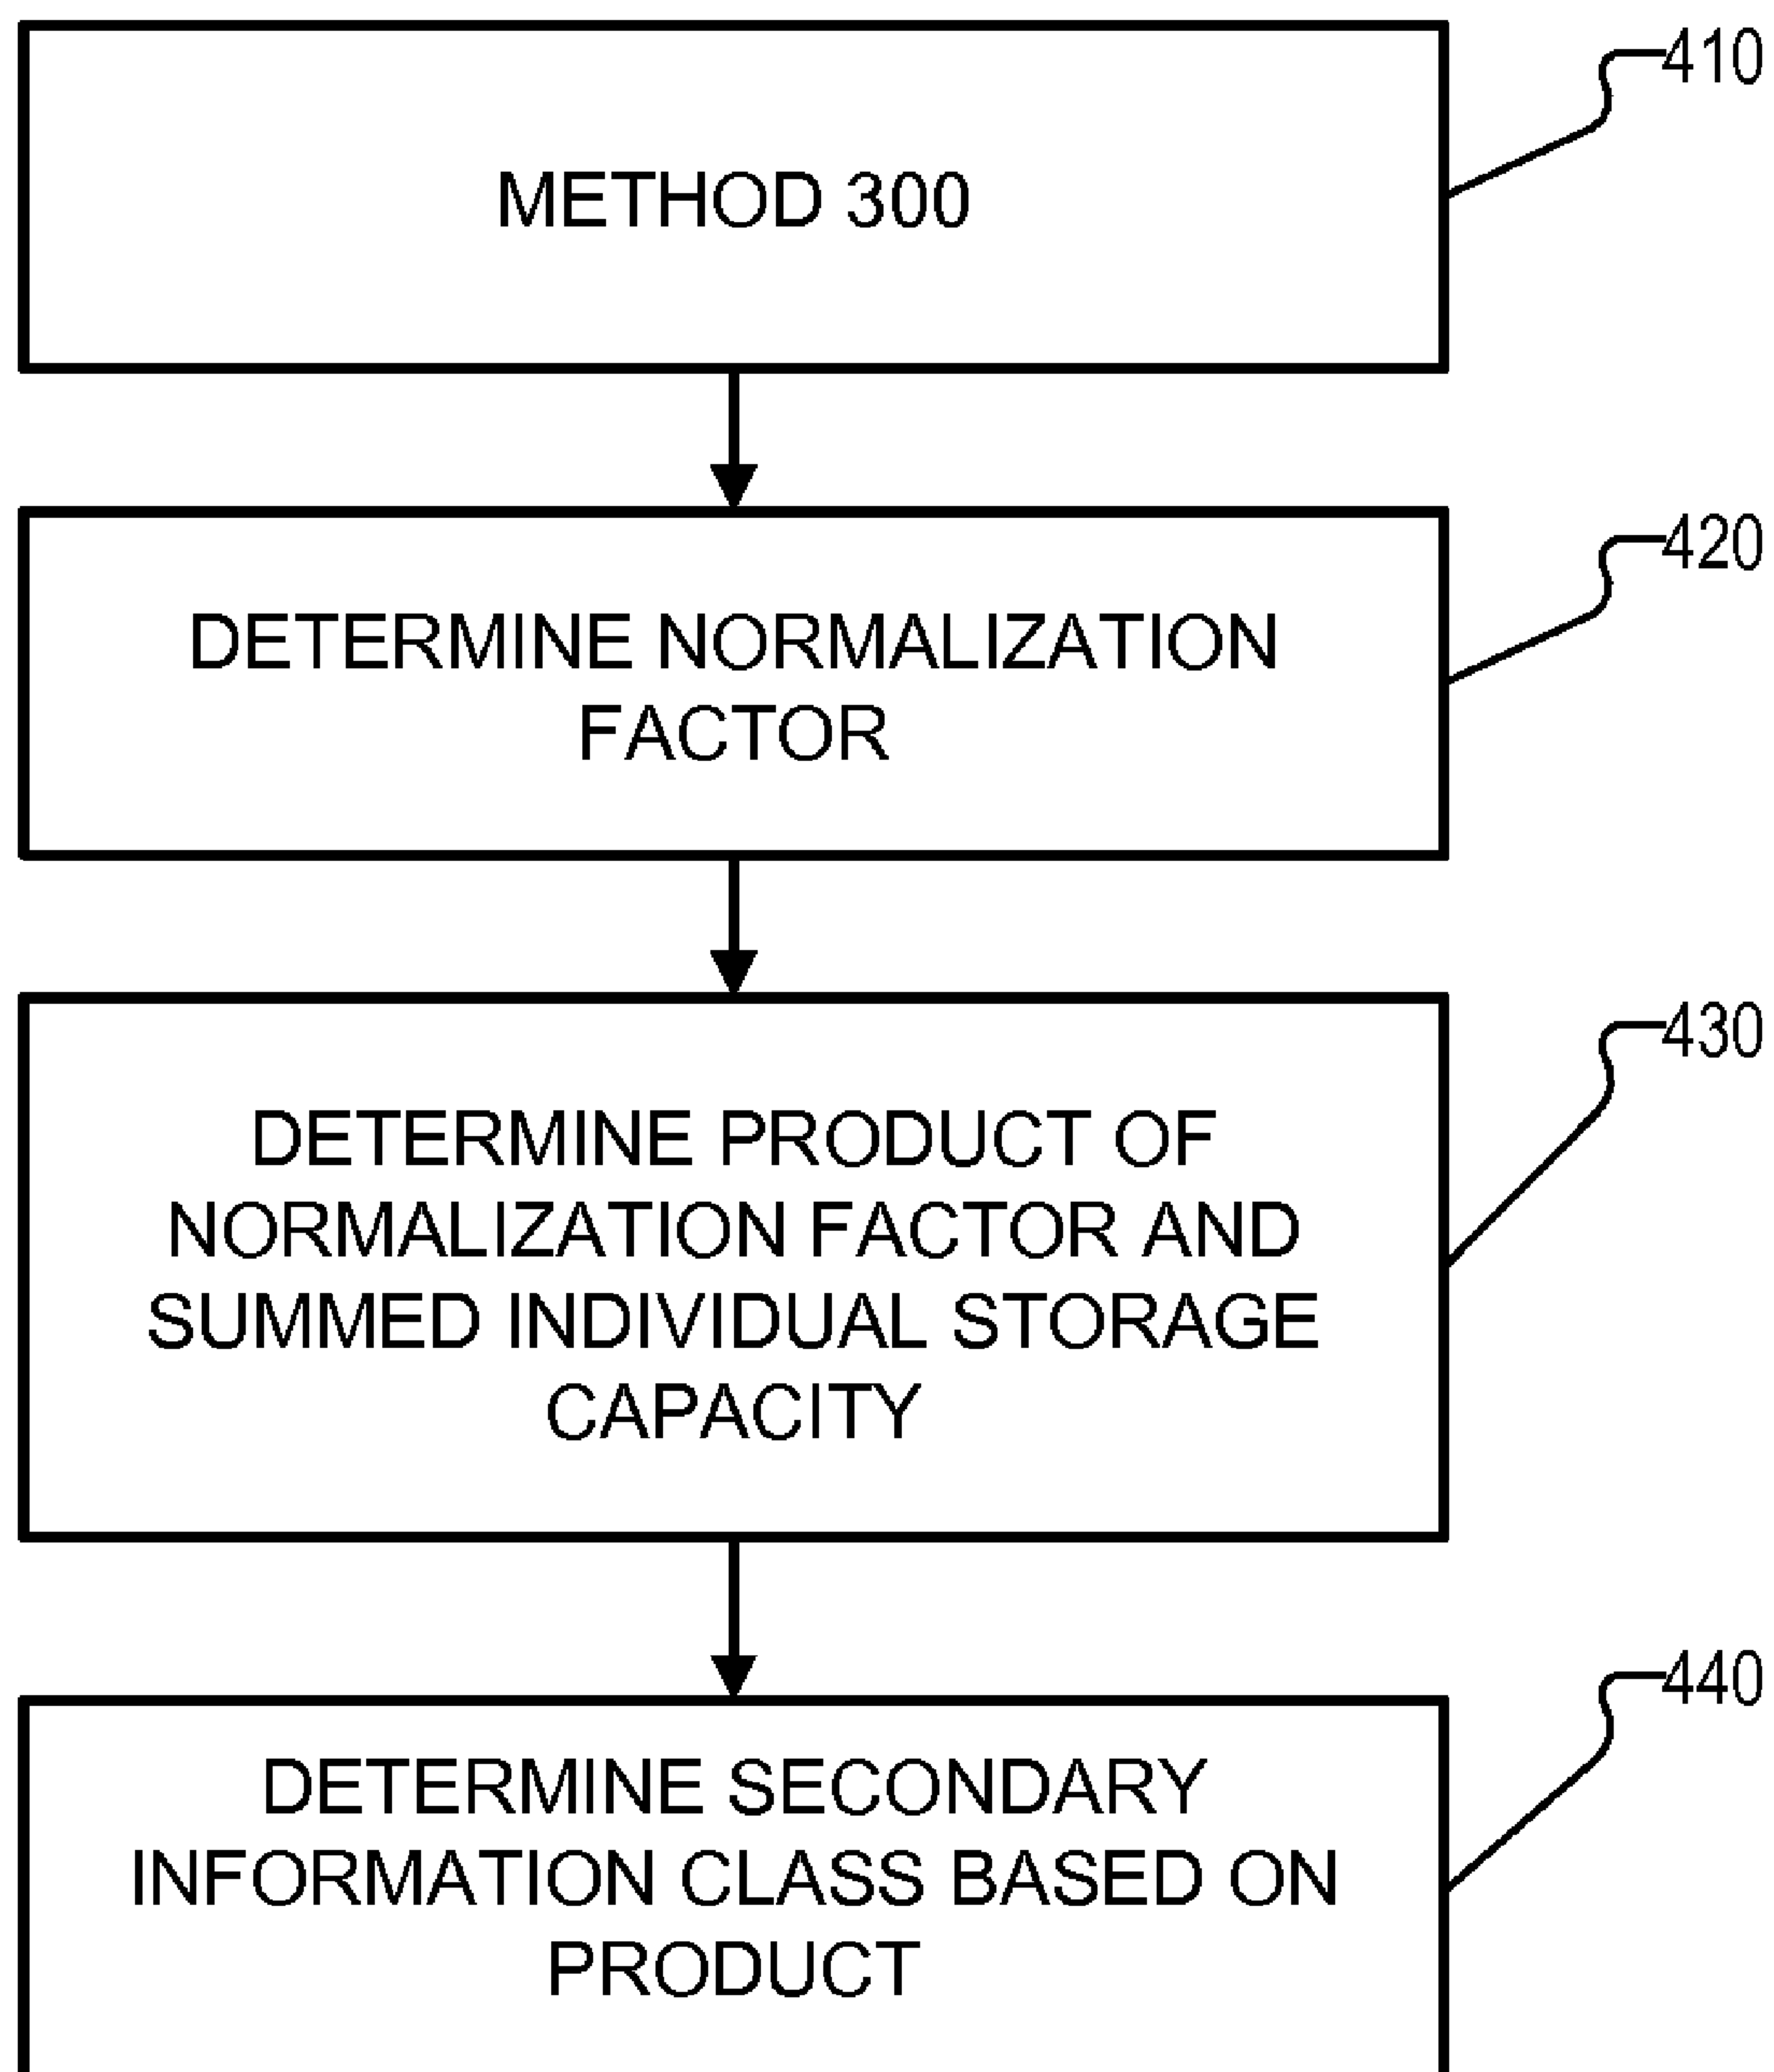 410
METHOD 300
420
DETERMINE NORMALIZATION
FACTOR
430
DETERMINE PRODUCT OF
NORMALIZATION FACTOR AND
SUMMED INDIVIDUAL STORAGE
CAPACITY
440
DETERMINE SECONDARY
INFORMATION CLASS BASED ON
PRODUCT